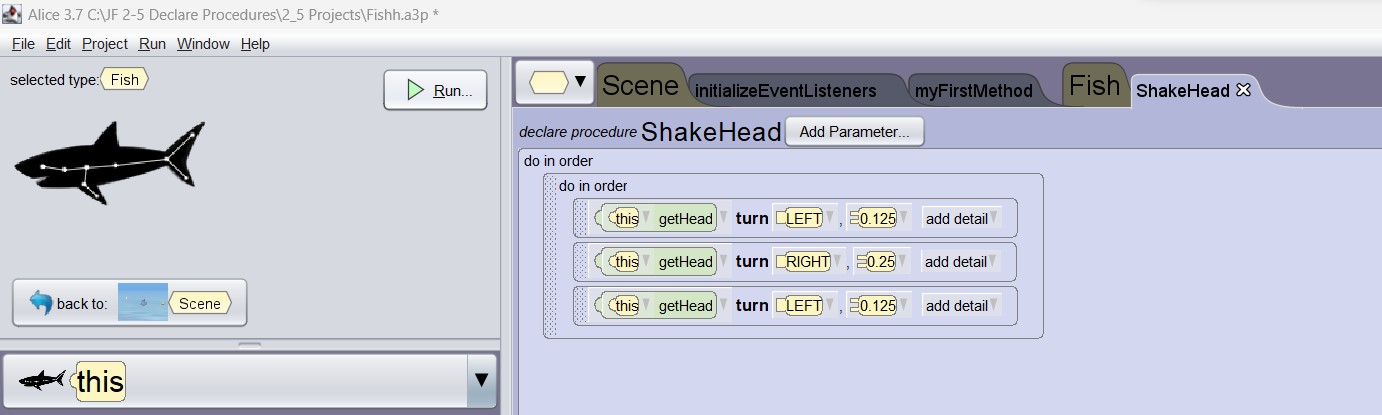 Alice 3.7 C:\JF 2-5 Declare Procedures\2_5 Projects\Fishh.a3p *
File Edit Project Run Window Help
selected type: Fish
Run...
back to: Scene
this
Scene initializeEventListeners myFirstMethod Fish ShakeHead
declare procedure ShakeHead Add Parameter...
do in order
do in order
this getHead turn LEFT , 0.125 add detail
this getHead turn RIGHT , 0.25 add detail
this getHead turn LEFT , 0.125 add detail